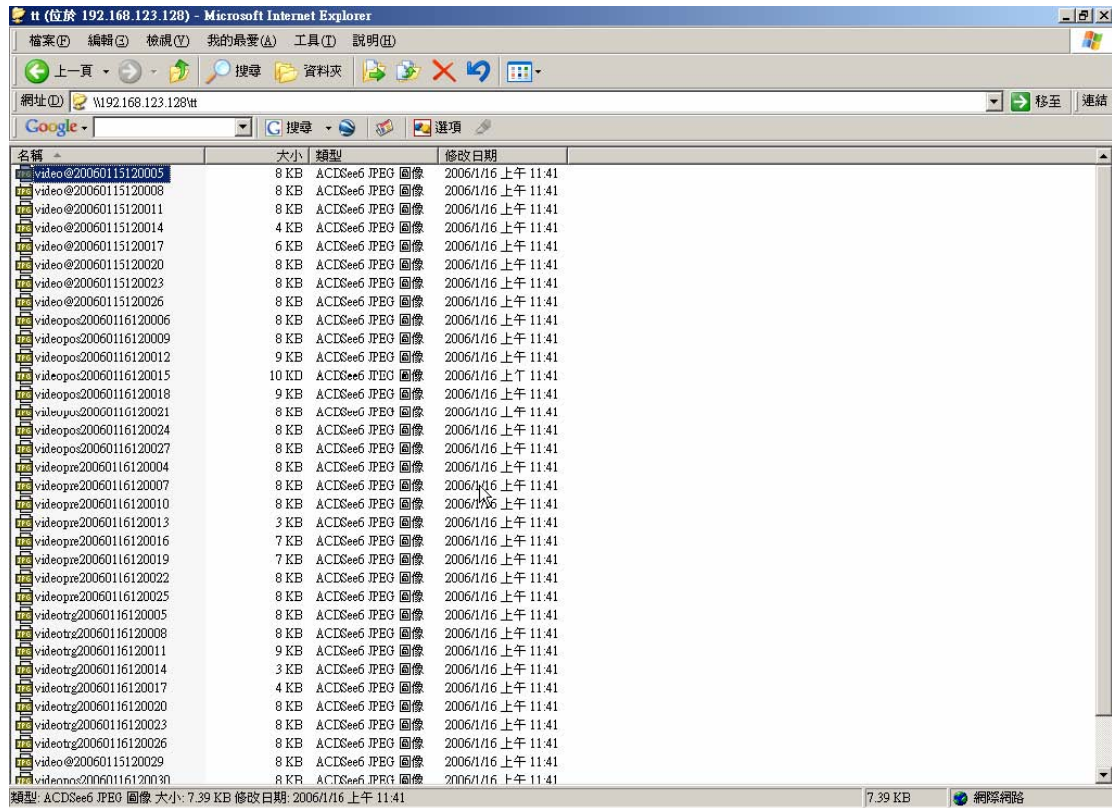 tt (位於 192.168.123.128) - Microsoft Internet Explorer
檔案(F) 編輯(E) 檢視(V) 我的最愛(A) 工具(T) 說明(H)
上一頁 搜尋 資料夾
網址(D) \\192.168.123.128\tt 移至 連結
Google 搜尋 選項
名稱 大小 類型 修改日期
video@20060115120005 8 KB ACDSee6 JPEG 圖像 2006/1/16 上午 11:41
video@20060115120008 8 KB ACDSee6 JPEG 圖像 2006/1/16 上午 11:41
video@20060115120011 8 KB ACDSee6 JPEG 圖像 2006/1/16 上午 11:41
video@20060115120014 4 KB ACDSee6 JPEG 圖像 2006/1/16 上午 11:41
video@20060115120017 6 KB ACDSee6 JPEG 圖像 2006/1/16 上午 11:41
video@20060115120020 8 KB ACDSee6 JPEG 圖像 2006/1/16 上午 11:41
video@20060115120023 8 KB ACDSee6 JPEG 圖像 2006/1/16 上午 11:41
video@20060115120026 8 KB ACDSee6 JPEG 圖像 2006/1/16 上午 11:41
videopos20060116120006 8 KB ACDSee6 JPEG 圖像 2006/1/16 上午 11:41
videopos20060116120009 8 KB ACDSee6 JPEG 圖像 2006/1/16 上午 11:41
videopos20060116120012 9 KB ACDSee6 JPEG 圖像 2006/1/16 上午 11:41
videopos20060116120015 10 KB ACDSee6 JPEG 圖像 2006/1/16 上午 11:41
videopos20060116120018 9 KB ACDSee6 JPEG 圖像 2006/1/16 上午 11:41
videopos20060116120021 8 KB ACDSee6 JPEG 圖像 2006/1/16 上午 11:41
videopos20060116120024 8 KB ACDSee6 JPEG 圖像 2006/1/16 上午 11:41
videopos20060116120027 8 KB ACDSee6 JPEG 圖像 2006/1/16 上午 11:41
videopre20060116120004 8 KB ACDSee6 JPEG 圖像 2006/1/16 上午 11:41
videopre20060116120007 8 KB ACDSee6 JPEG 圖像 2006/1/16 上午 11:41
videopre20060116120010 8 KB ACDSee6 JPEG 圖像 2006/1/16 上午 11:41
videopre20060116120013 3 KB ACDSee6 JPEG 圖像 2006/1/16 上午 11:41
videopre20060116120016 7 KB ACDSee6 JPEG 圖像 2006/1/16 上午 11:41
videopre20060116120019 7 KB ACDSee6 JPEG 圖像 2006/1/16 上午 11:41
videopre20060116120022 8 KB ACDSee6 JPEG 圖像 2006/1/16 上午 11:41
videopre20060116120025 8 KB ACDSee6 JPEG 圖像 2006/1/16 上午 11:41
videotrg20060116120005 8 KB ACDSee6 JPEG 圖像 2006/1/16 上午 11:41
videotrg20060116120008 8 KB ACDSee6 JPEG 圖像 2006/1/16 上午 11:41
videotrg20060116120011 9 KB ACDSee6 JPEG 圖像 2006/1/16 上午 11:41
videotrg20060116120014 3 KB ACDSee6 JPEG 圖像 2006/1/16 上午 11:41
videotrg20060116120017 4 KB ACDSee6 JPEG 圖像 2006/1/16 上午 11:41
videotrg20060116120020 8 KB ACDSee6 JPEG 圖像 2006/1/16 上午 11:41
videotrg20060116120023 8 KB ACDSee6 JPEG 圖像 2006/1/16 上午 11:41
videotrg20060116120026 8 KB ACDSee6 JPEG 圖像 2006/1/16 上午 11:41
video@20060115120029 8 KB ACDSee6 JPEG 圖像 2006/1/16 上午 11:41
videopos20060116120030 8 KB ACDSee6 JPEG 圖像 2006/1/16 上午 11:41
類型: ACDSee6 JPEG 圖像 大小: 7.39 KB 修改日期: 2006/1/16 上午 11:41 7.39 KB 網際網路